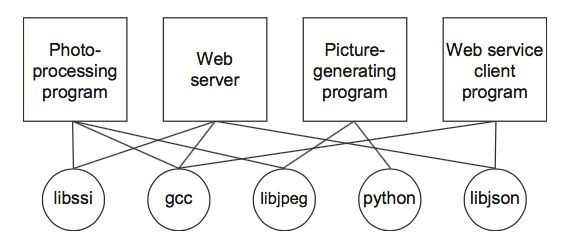 Photo-
processing
program
Web
server
Picture-
generating
program
Web service
client
program
libssi
gcc
libjpeg
python
libjson